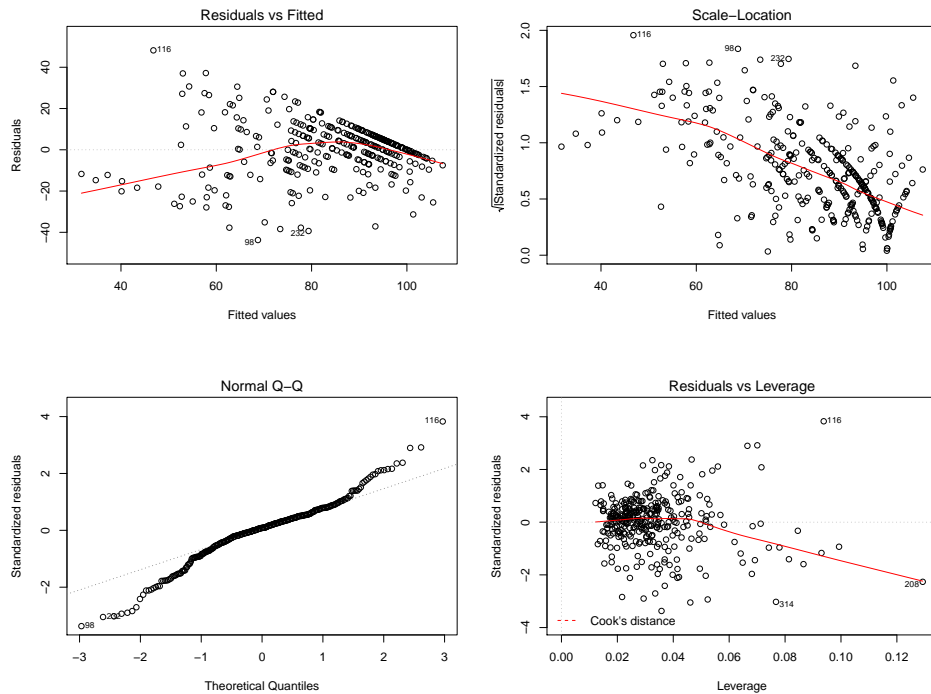 Residuals vs Fitted
Residuals
40
20
0
−20
−40
116
98
232
40 60 80 100
Fitted values
Scale−Location
√|Standardized residuals|
2.0
1.5
1.0
0.5
0.0
116
98
232
40 60 80 100
Fitted values
Normal Q−Q
Standardized residuals
4
2
0
−2
116
98
−3 −2 −1 0 1 2 3
Theoretical Quantiles
Residuals vs Leverage
Standardized residuals
4
2
0
−2
−4
116
208
314
Cook's distance
0.00 0.02 0.04 0.06 0.08 0.10 0.12
Leverage